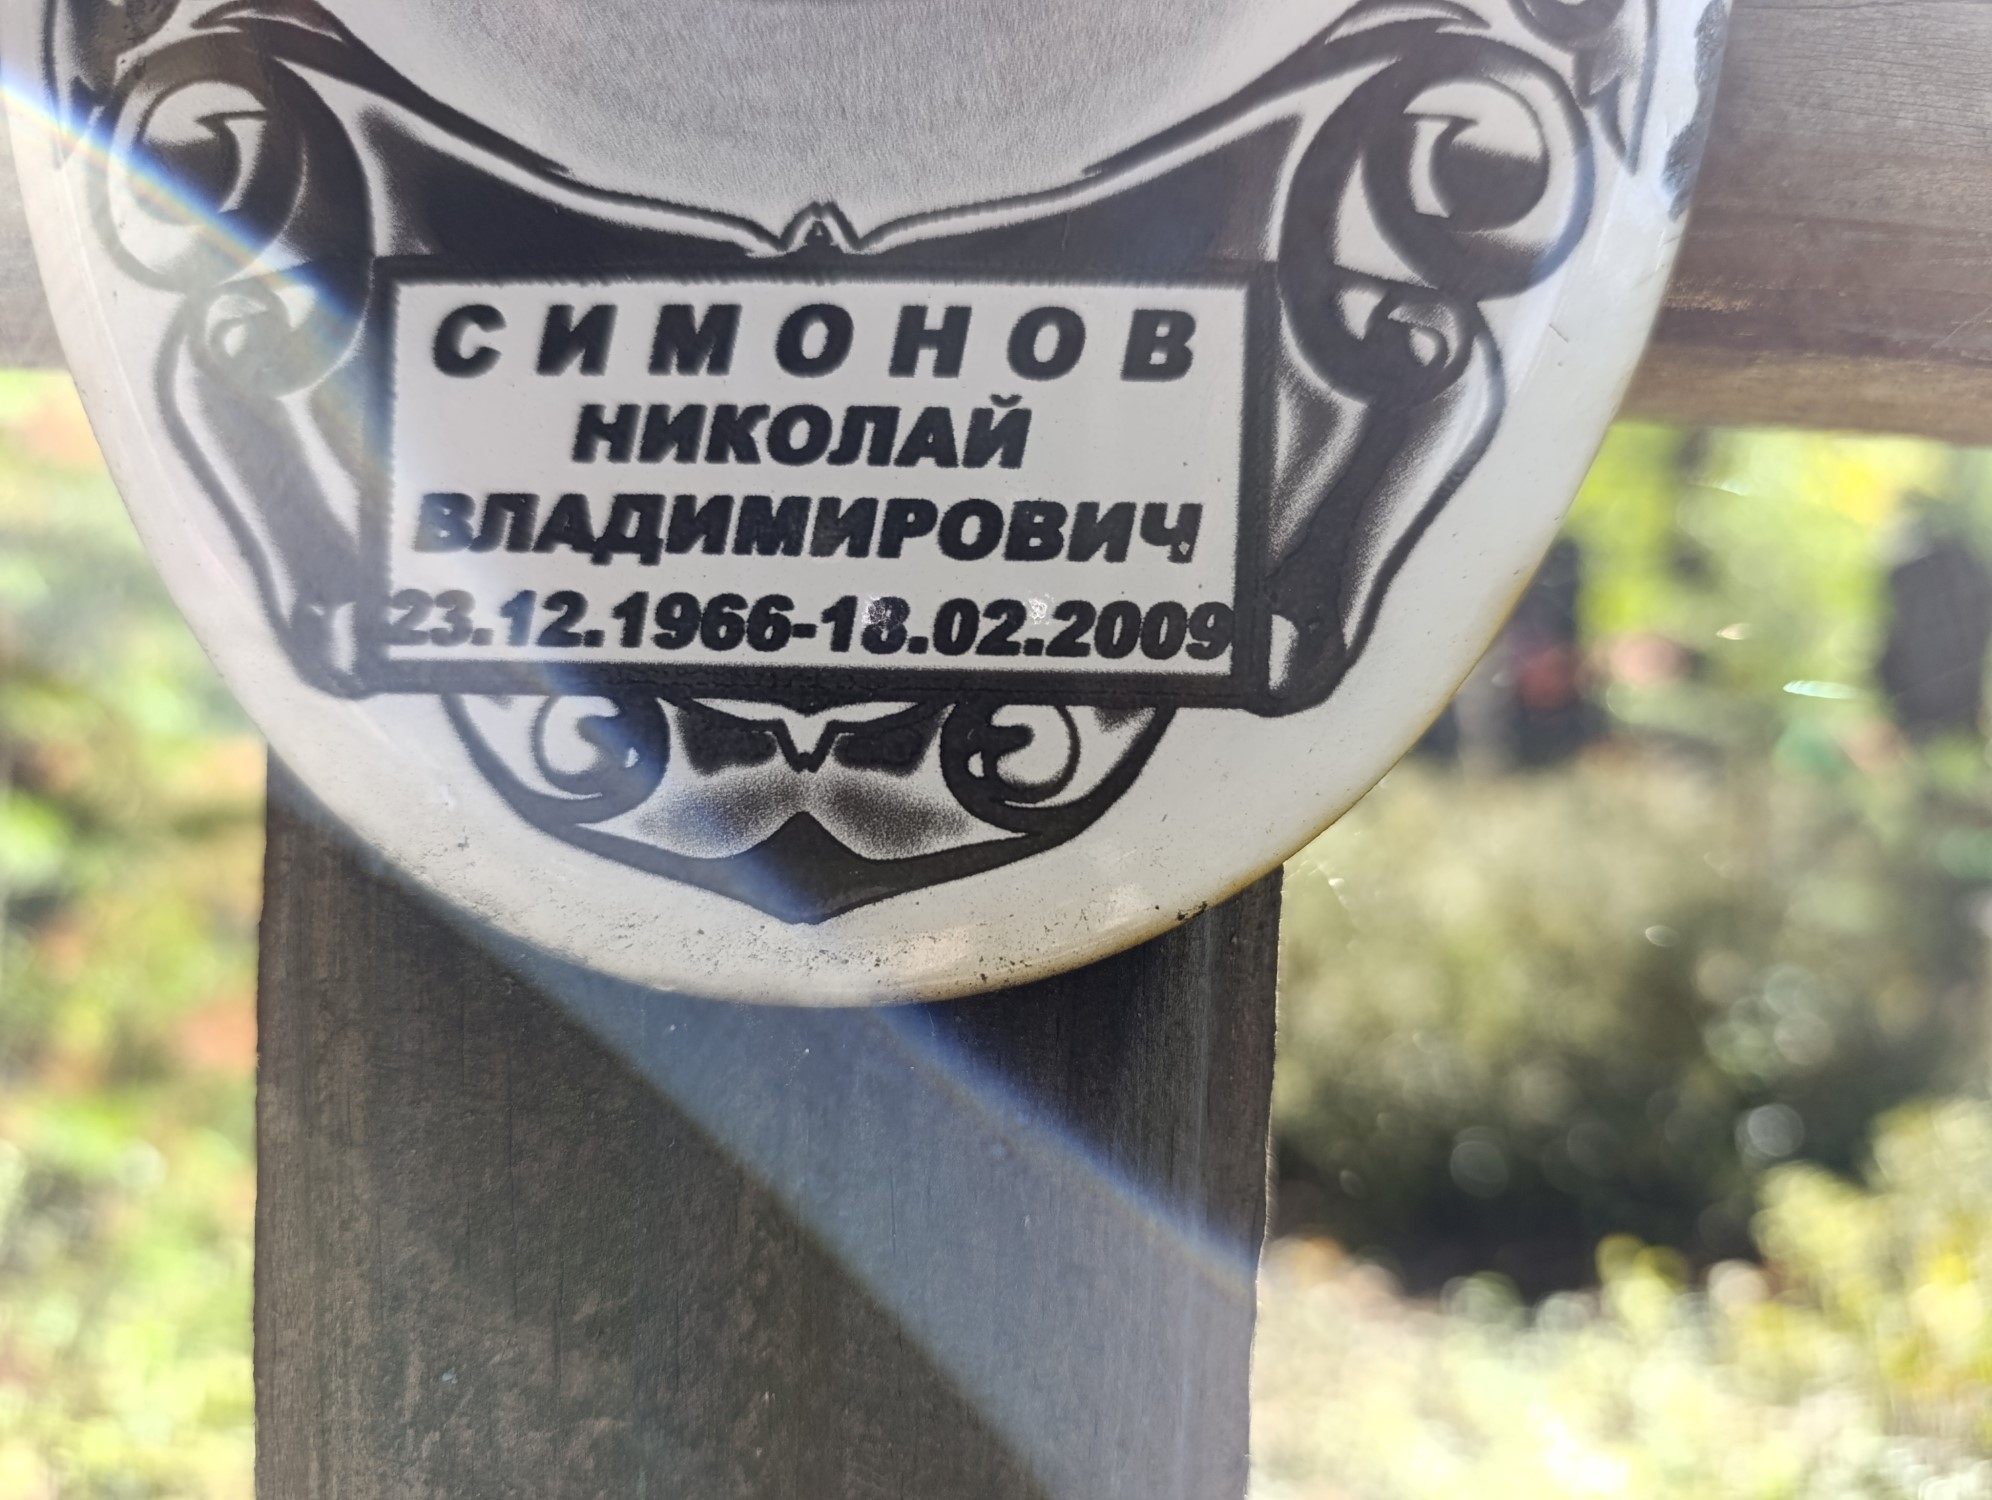 СИМОНОВ
НИКОЛАЙ
ВЛАДИМИРОВИЧ
23.12.1966-18.02.2009